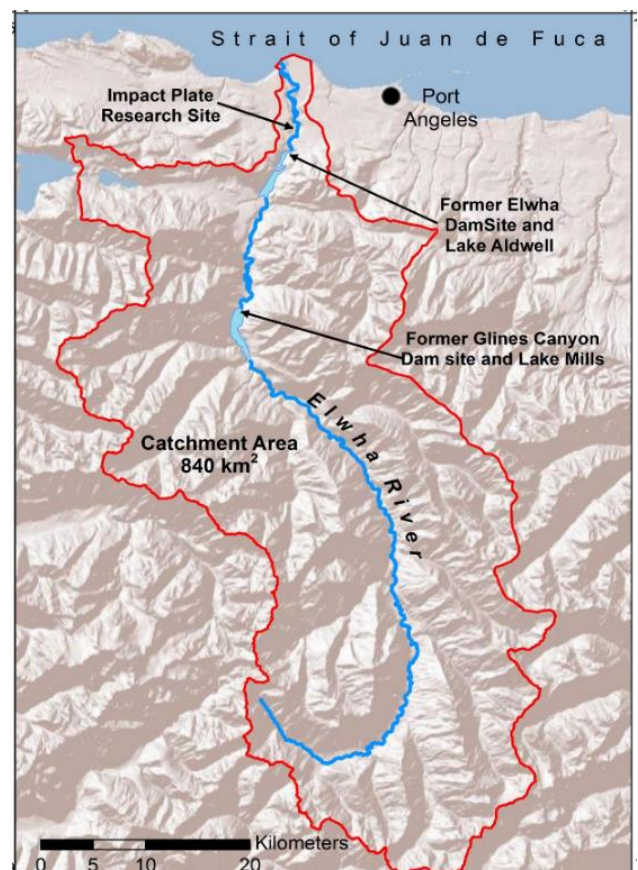 Strait of Juan de Fuca
Impact Plate
Research Site
Port
Angeles
Former Elwha
DamSite and
Lake Aldwell
Former Glines Canyon
Dam site and Lake Mills
Elwha River
Catchment Area
840 km²
Kilometers
0 5 10 20